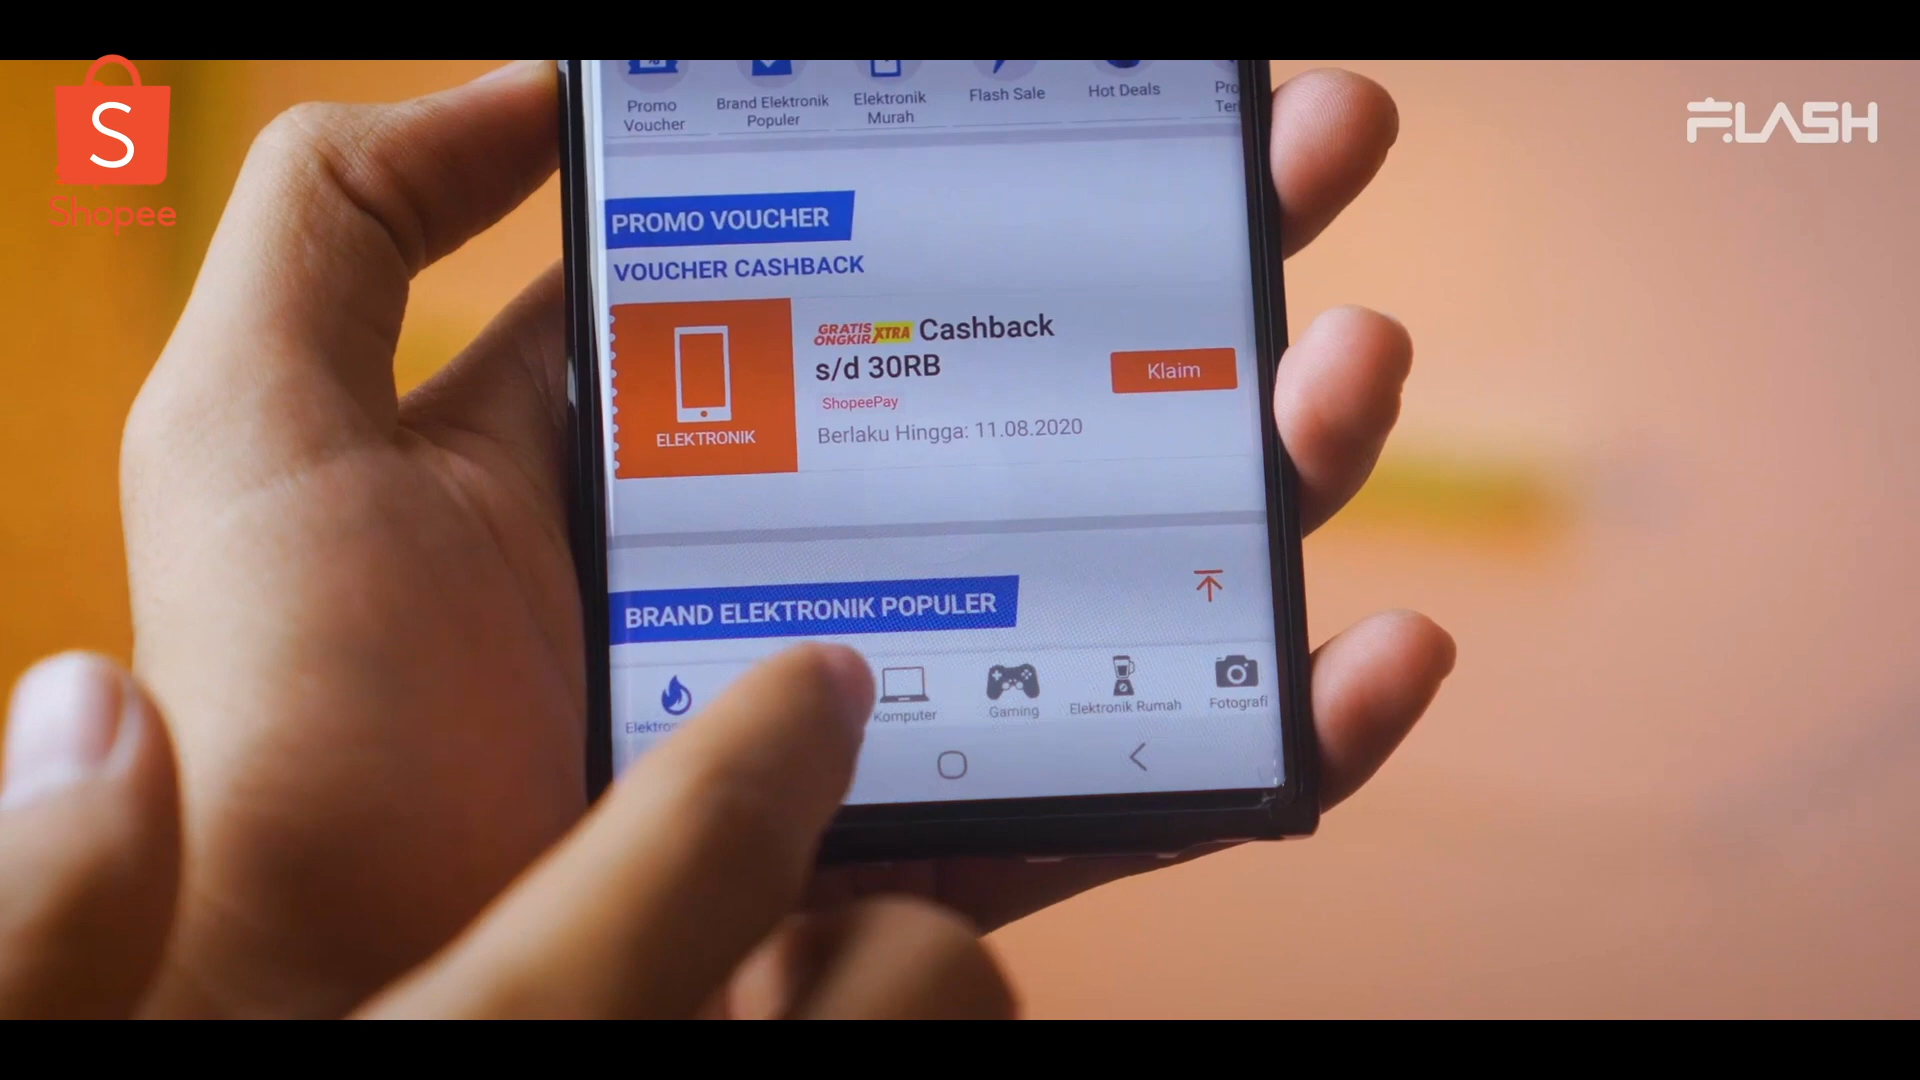 Shopee
FLASH
Promo
Voucher
Brand Elektronik
Populer
Elektronik
Murah
Flash Sale
Hot Deals
PROMO VOUCHER
VOUCHER CASHBACK
ELEKTRONIK
GRATIS
ONGKIR XTRA Cashback
s/d 30RB
ShopeePay
Berlaku Hingga: 11.08.2020
Klaim
BRAND ELEKTRONIK POPULER
Komputer
Gaming
Elektronik Rumah
Fotografi